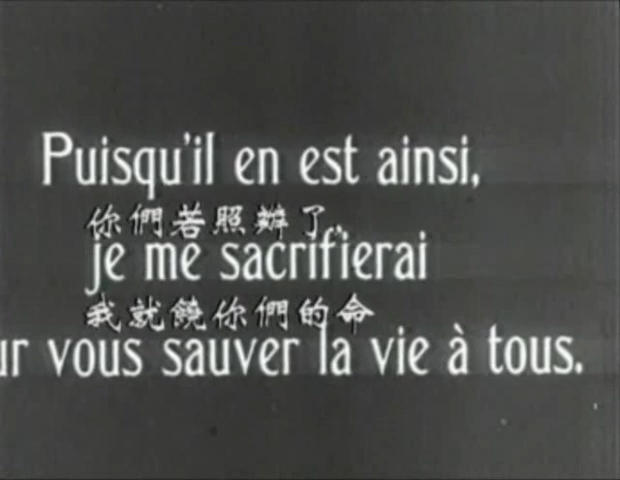 Puisqu'il en est ainsi,
你們若照辦了,
je me sacrifierai
我就饒你們的命
ur vous sauver la vie à tous.